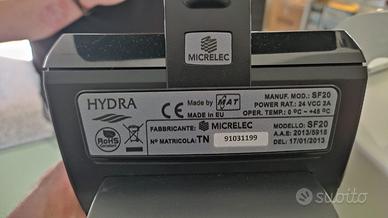 MICRELEC
HYDRA
CE Made by MAT
Made in EU
MANUF. MOD.: SF20
POWER RAT.: 24 VCC 2A
OPER. TEMP.: 0 °C ~ +45 °C
RoHS
Compliant
FABBRICANTE: MICRELEC
N° MATRICOLA: TN 91031199
MODELLO: SF20
A.A.E: 2013/5918
DEL: 17/01/2013
subito